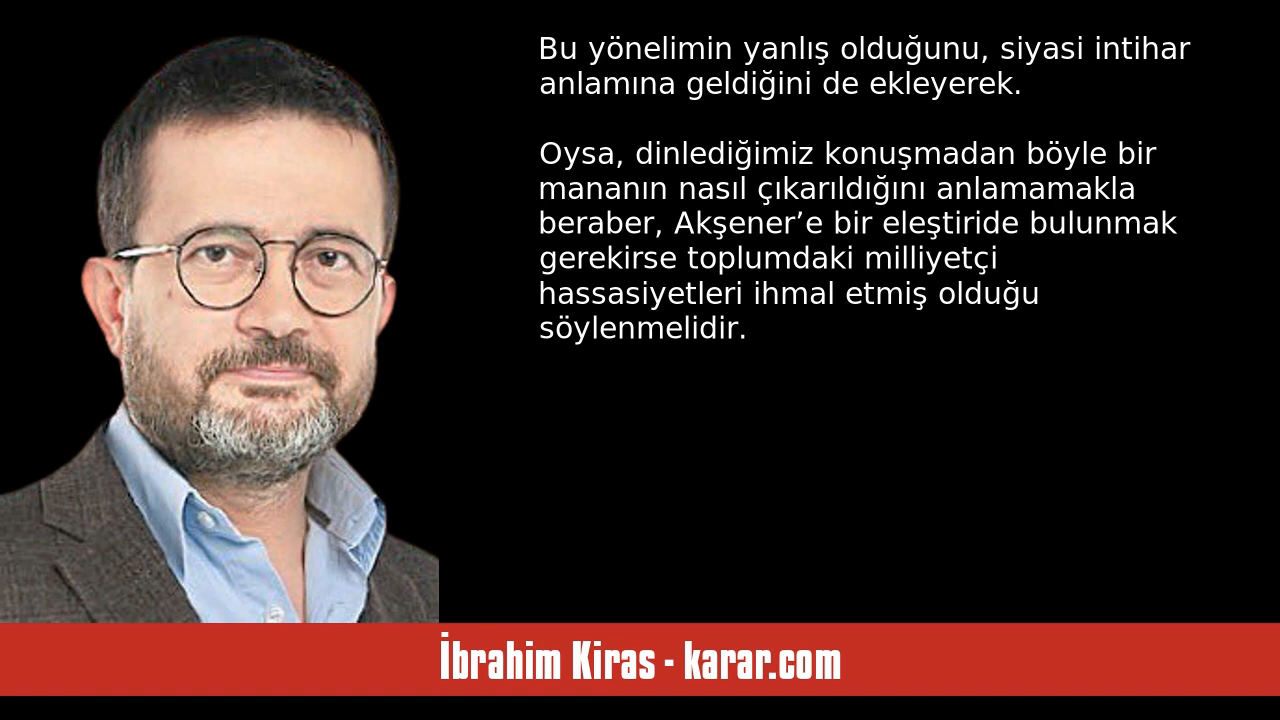 Bu yönelimin yanlış olduğunu, siyasi intihar
anlamına geldiğini de ekleyerek.
Oysa, dinlediğimiz konuşmadan böyle bir
mananın nasıl çıkarıldığını anlamamakla
beraber, Akşener’e bir eleştiride bulunmak
gerekirse toplumdaki milliyetçi
hassasiyetleri ihmal etmiş olduğu
söylenmelidir.
İbrahim Kiras - karar.com